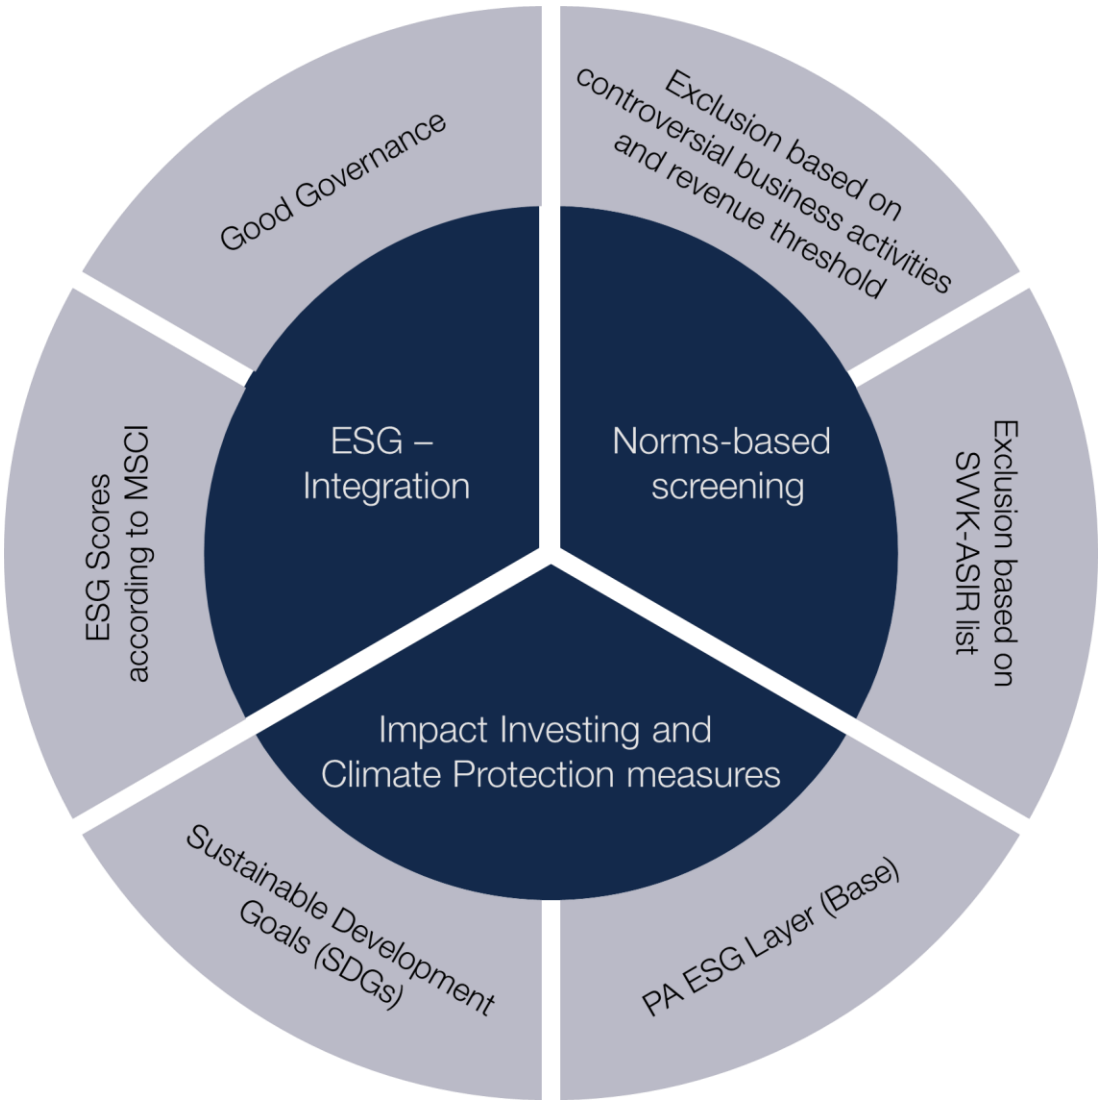 Good Governance
Exclusion based on
controversial business activities
and revenue threshold
ESG –
Integration
Norms-based
screening
ESG Scores
according to MSCI
Exclusion based on
SVVK-ASIR list
Impact Investing and
Climate Protection measures
Sustainable Development
Goals (SDGs)
PA ESG Layer (Base)